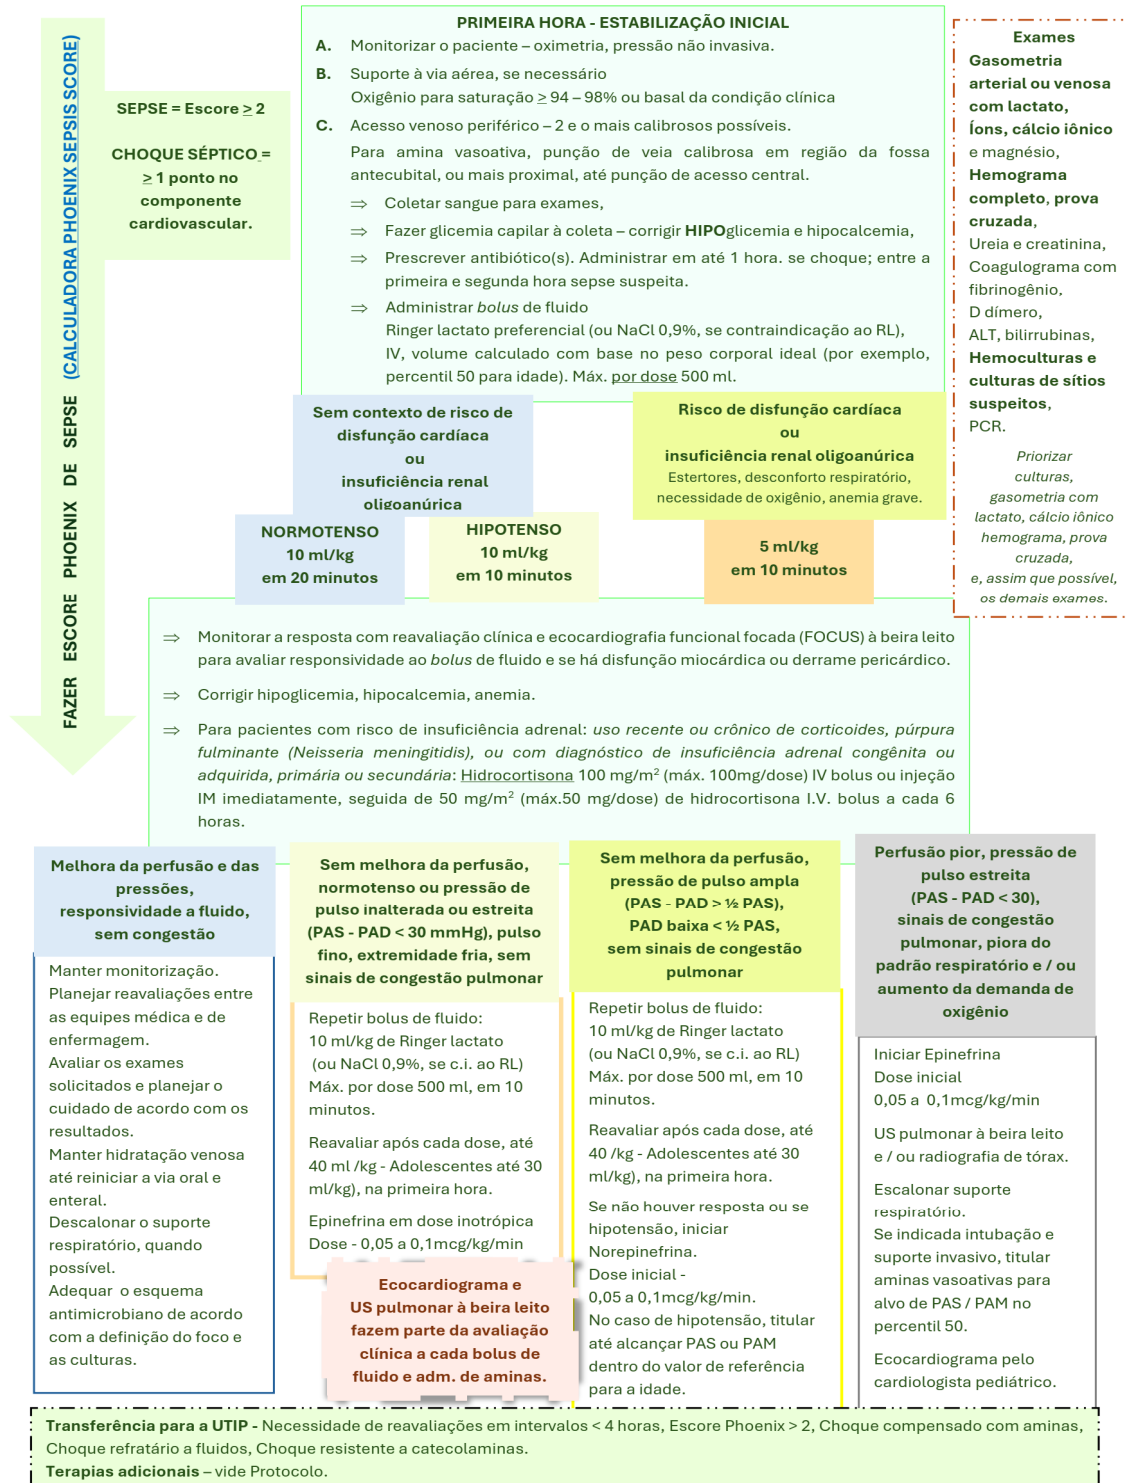 FAZER ESCORE PHOENIX DE SEPSE (CALCULADORA PHOENIX SEPSIS SCORE)
SEPSE = Escore ≥ 2
CHOQUE SÉPTICO =
≥ 1 ponto no
componente
cardiovascular.
PRIMEIRA HORA - ESTABILIZAÇÃO INICIAL
A. Monitorizar o paciente – oximetria, pressão não invasiva.
B. Suporte à via aérea, se necessário
Oxigênio para saturação ≥ 94 – 98% ou basal da condição clínica
C. Acesso venoso periférico – 2 e o mais calibrosos possíveis.
Para amina vasoativa, punção de veia calibrosa em região da fossa
antecubital, ou mais proximal, até punção de acesso central.
⇒ Coletar sangue para exames,
⇒ Fazer glicemia capilar à coleta – corrigir HIPOglicemia e hipocalcemia,
⇒ Prescrever antibiótico(s). Administrar em até 1 hora. se choque; entre a
primeira e segunda hora sepse suspeita.
⇒ Administrar bolus de fluido
Ringer lactato preferencial (ou NaCl 0,9%, se contraindicação ao RL),
IV, volume calculado com base no peso corporal ideal (por exemplo,
percentil 50 para idade). Máx. por dose 500 ml.
Exames
Gasometria
arterial ou venosa
com lactato,
Íons, cálcio iônico
e magnésio,
Hemograma
completo, prova
cruzada,
Ureia e creatinina,
Coagulograma com
fibrinogênio,
D dímero,
ALT, bilirrubinas,
Hemoculturas e
culturas de sítios
suspeitos,
PCR.
Priorizar
culturas,
gasometria com
lactato, cálcio iônico
hemograma, prova
cruzada,
e, assim que possível,
os demais exames.
Sem contexto de risco de
disfunção cardíaca
ou
insuficiência renal
oligoanúrica
Risco de disfunção cardíaca
ou
insuficiência renal oligoanúrica
Estertores, desconforto respiratório,
necessidade de oxigênio, anemia grave.
NORMOTENSO
10 ml/kg
em 20 minutos
HIPOTENSO
10 ml/kg
em 10 minutos
5 ml/kg
em 10 minutos
⇒ Monitorar a resposta com reavaliação clínica e ecocardiografia funcional focada (FOCUS) à beira leito
para avaliar responsividade ao bolus de fluido e se há disfunção miocárdica ou derrame pericárdico.
⇒ Corrigir hipoglicemia, hipocalcemia, anemia.
⇒ Para pacientes com risco de insuficiência adrenal: uso recente ou crônico de corticoides, púrpura
fulminante (Neisseria meningitidis), ou com diagnóstico de insuficiência adrenal congênita ou
adquirida, primária ou secundária: Hidrocortisona 100 mg/m² (máx. 100mg/dose) IV bolus ou injeção
IM imediatamente, seguida de 50 mg/m² (máx.50 mg/dose) de hidrocortisona I.V. bolus a cada 6
horas.
Melhora da perfusão e das
pressões,
responsividade a fluido,
sem congestão
Manter monitorização.
Planejar reavaliações entre
as equipes médica e de
enfermagem.
Avaliar os exames
solicitados e planejar o
cuidado de acordo com os
resultados.
Manter hidratação venosa
até reiniciar a via oral e
enteral.
Descalonar o suporte
respiratório, quando
possível.
Adequar o esquema
antimicrobiano de acordo
com a definição do foco e
as culturas.
Sem melhora da perfusão,
normotenso ou pressão de
pulso inalterada ou estreita
(PAS - PAD < 30 mmHg), pulso
fino, extremidade fria, sem
sinais de congestão pulmonar
Repetir bolus de fluido:
10 ml/kg de Ringer lactato
(ou NaCl 0,9%, se c.i. ao RL)
Máx. por dose 500 ml, em 10
minutos.
Reavaliar após cada dose, até
40 ml /kg - Adolescentes até 30
ml/kg), na primeira hora.
Epinefrina em dose inotrópica
Dose - 0,05 a 0,1mcg/kg/min
Ecocardiograma e
US pulmonar à beira leito
fazem parte da avaliação
clínica a cada bolus de
fluido e adm. de aminas.
Sem melhora da perfusão,
pressão de pulso ampla
(PAS - PAD > ½ PAS),
PAD baixa < ½ PAS,
sem sinais de congestão
pulmonar
Repetir bolus de fluido:
10 ml/kg de Ringer lactato
(ou NaCl 0,9%, se c.i. ao RL)
Máx. por dose 500 ml, em 10
minutos.
Reavaliar após cada dose, até
40 /kg - Adolescentes até 30
ml/kg), na primeira hora.
Se não houver resposta ou se
hipotensão, iniciar
Norepinefrina.
Dose inicial -
0,05 a 0,1mcg/kg/min.
No caso de hipotensão, titular
até alcançar PAS ou PAM
dentro do valor de referência
para a idade.
Perfusão pior, pressão de
pulso estreita
(PAS - PAD < 30),
sinais de congestão
pulmonar, piora do
padrão respiratório e / ou
aumento da demanda de
oxigênio
Iniciar Epinefrina
Dose inicial
0,05 a 0,1mcg/kg/min
US pulmonar à beira leito
e / ou radiografia de tórax.
Escalonar suporte
respiratório.
Se indicada intubação e
suporte invasivo, titular
aminas vasoativas para
alvo de PAS / PAM no
percentil 50.
Ecocardiograma pelo
cardiologista pediátrico.
Transferência para a UTIP - Necessidade de reavaliações em intervalos < 4 horas, Escore Phoenix > 2, Choque compensado com aminas,
Choque refratário a fluidos, Choque resistente a catecolaminas.
Terapias adicionais – vide Protocolo.